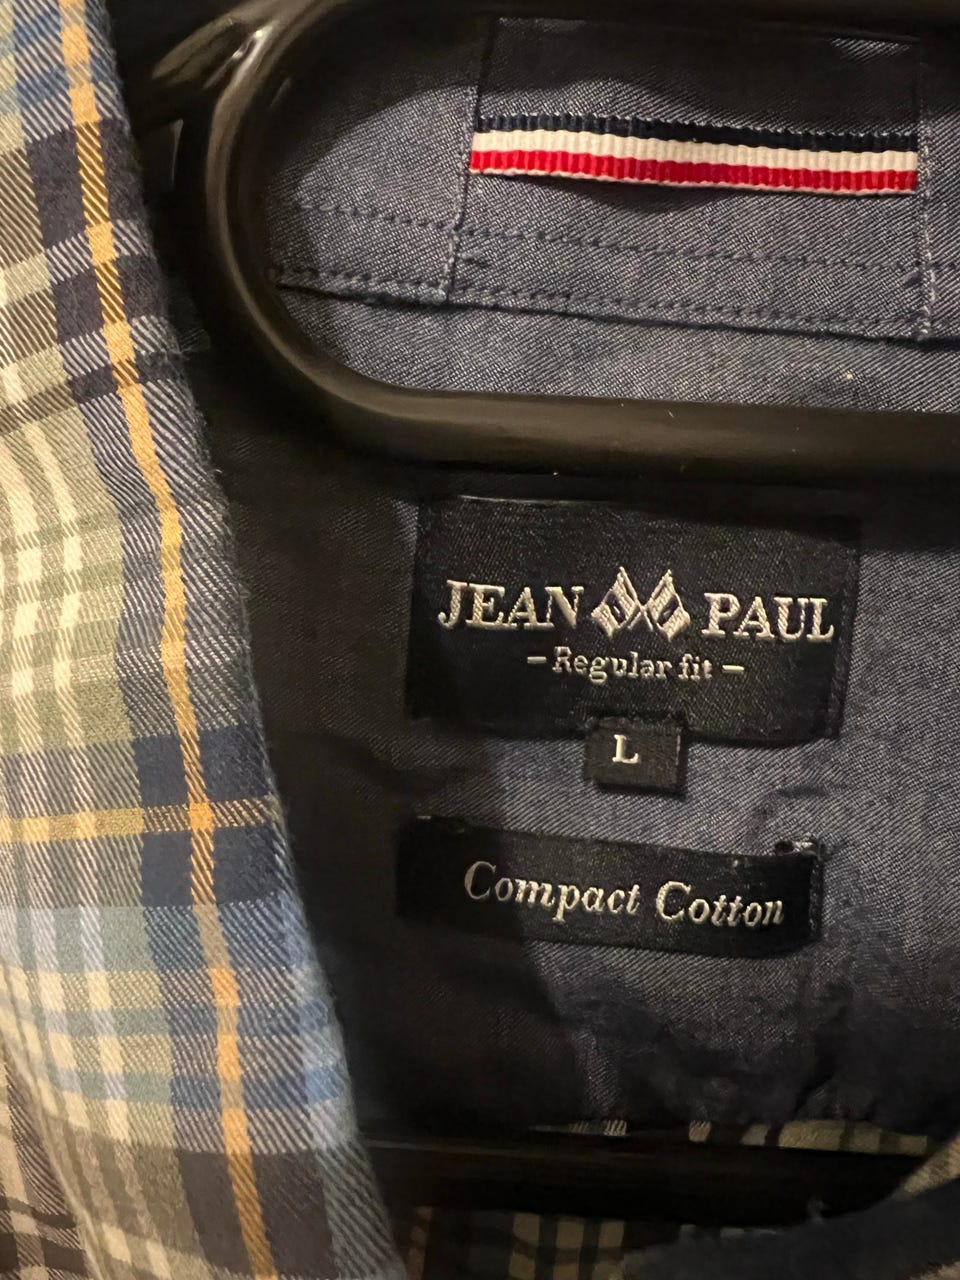 JEAN PAUL
– Regular fit –
L
Compact Cotton